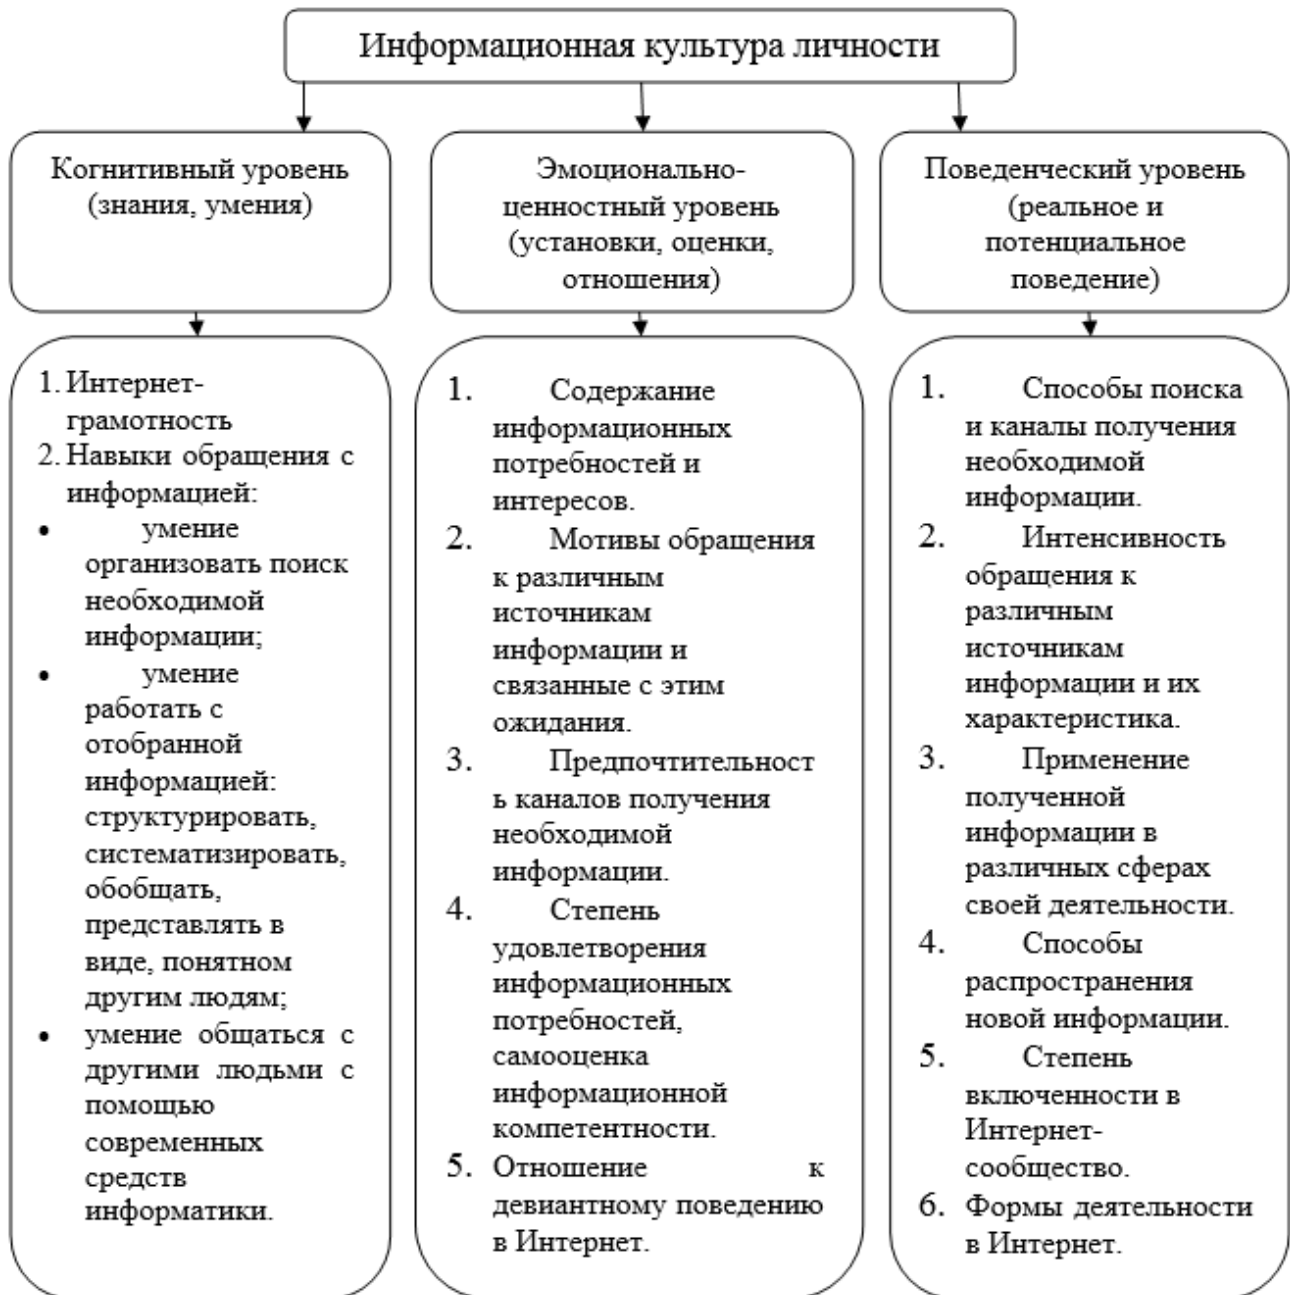 Информационная культура личности
Когнитивный уровень
(знания, умения)
Эмоционально-
ценностный уровень
(установки, оценки,
отношения)
Поведенческий уровень
(реальное и
потенциальное
поведение)
1. Интернет-
грамотность
2. Навыки обращения с
информацией:
• умение
организовать поиск
необходимой
информации;
• умение
работать с
отобранной
информацией:
структурировать,
систематизировать,
обобщать,
представлять в
виде, понятном
другим людям;
• умение общаться с
другими людьми с
помощью
современных
средств
информатики.
1. Содержание
информационных
потребностей и
интересов.
2. Мотивы обращения
к различным
источникам
информации и
связанные с этим
ожидания.
3. Предпочтительност
ь каналов получения
необходимой
информации.
4. Степень
удовлетворения
информационных
потребностей,
самооценка
информационной
компетентности.
5. Отношение к
девиантному поведению
в Интернет.
1. Способы поиска
и каналы получения
необходимой
информации.
2. Интенсивность
обращения к
различным
источникам
информации и их
характеристика.
3. Применение
полученной
информации в
различных сферах
своей деятельности.
4. Способы
распространения
новой информации.
5. Степень
включенности в
Интернет-
сообщество.
6. Формы деятельности
в Интернет.